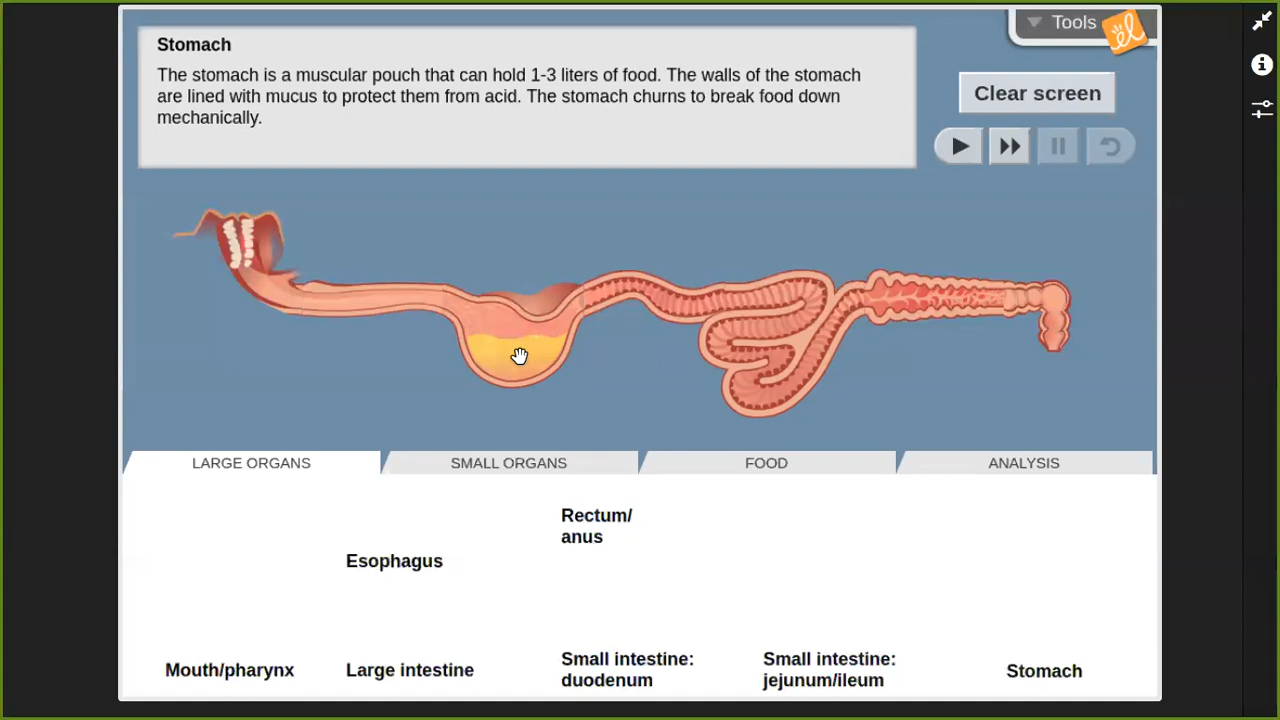 Stomach
The stomach is a muscular pouch that can hold 1-3 liters of food. The walls of the stomach
are lined with mucus to protect them from acid. The stomach churns to break food down
mechanically.
Tools
el
Clear screen
LARGE ORGANS
SMALL ORGANS
FOOD
ANALYSIS
Rectum/
anus
Esophagus
Mouth/pharynx
Large intestine
Small intestine:
duodenum
Small intestine:
jejunum/ileum
Stomach